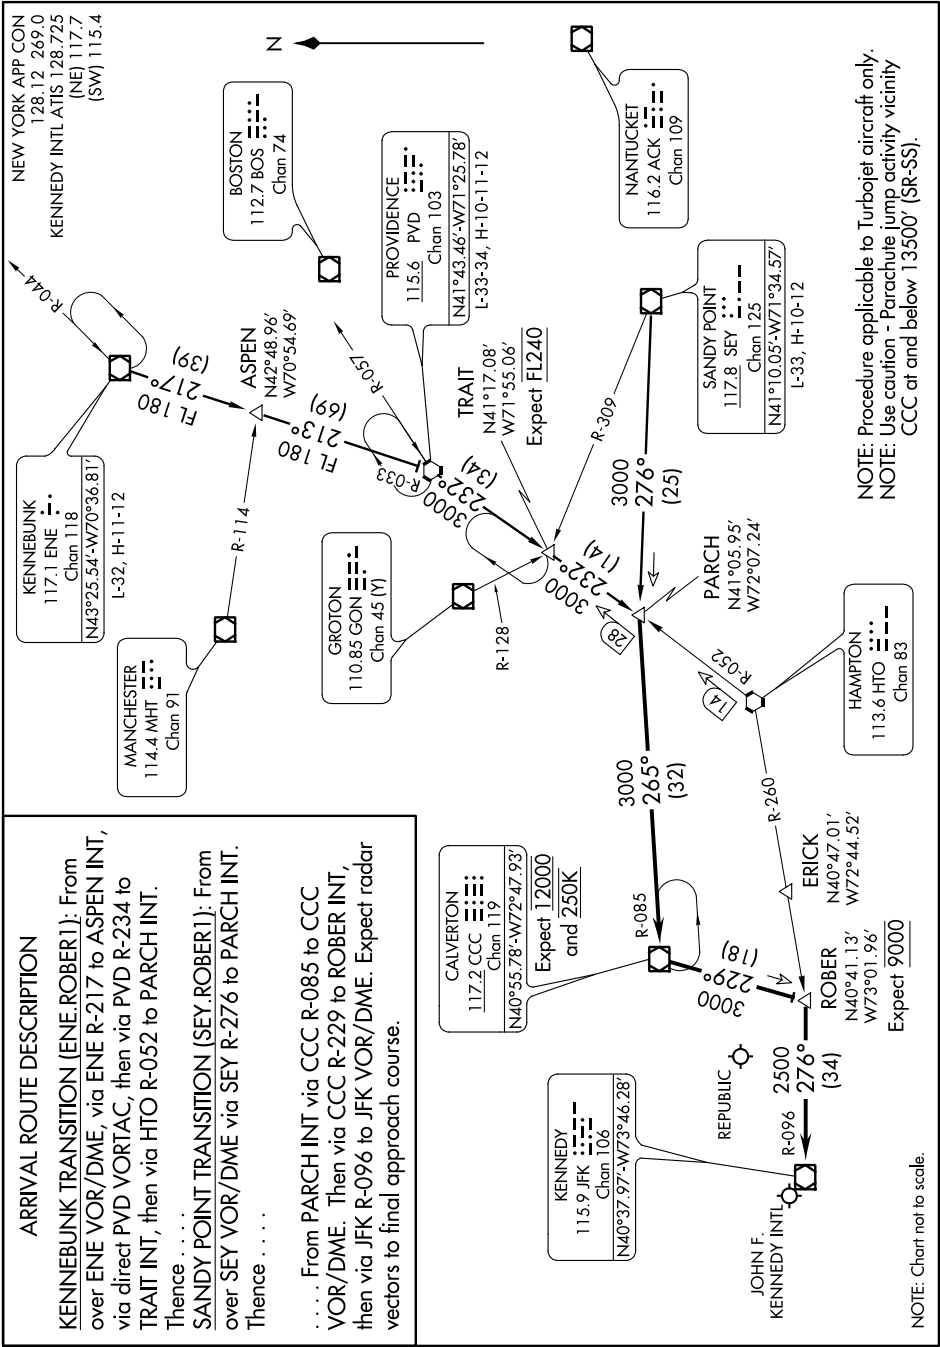 NEW YORK APP CON
128.12 269.0
KENNEDY INTL ATIS 128.725
(NE) 117.7
(SW) 115.4
ARRIVAL ROUTE DESCRIPTION
KENNEBUNK TRANSITION (ENE.ROBER1): From
over ENE VOR/DME, via ENE R-217 to ASPEN INT,
via direct PVD VORTAC, then via PVD R-234 to
TRAIT INT, then via HTO R-052 to PARCH INT.
Thence . . . .
SANDY POINT TRANSITION (SEY.ROBER1): From
over SEY VOR/DME via SEY R-276 to PARCH INT.
Thence . . . .
. . . . From PARCH INT via CCC R-085 to CCC
VOR/DME. Then via CCC R-229 to ROBER INT,
then via JFK R-096 to JFK VOR/DME. Expect radar
vectors to final approach course.
MANCHESTER
114.4 MHT
Chan 91
KENNEBUNK
117.1 ENE
Chan 118
N43°25.54'-W70°36.81'
L-32, H-11-12
R-044
FL 180
217°
(39)
R-114
ASPEN
N42°48.96'
W70°54.69'
FL 180
213°
(69)
BOSTON
112.7 BOS
Chan 74
N
R-057
R-033
PROVIDENCE
115.6 PVD
Chan 103
N41°43.46'-W71°25.78'
L-33-34, H-10-11-12
GROTON
110.85 GON
Chan 45 (Y)
R-128
3000
232°
(34)
TRAIT
N41°17.08'
W71°55.06'
Expect FL240
R-309
3000
232°
(14)
NANTUCKET
116.2 ACK
Chan 109
SANDY POINT
117.8 SEY
Chan 125
N41°10.05'-W71°34.57'
L-33, H-10-12
3000
276°
(25)
PARCH
N41°05.95'
W72°07.24'
28
14
R-052
HAMPTON
113.6 HTO
Chan 83
R-260
3000
265°
(32)
R-085
CALVERTON
117.2 CCC
Chan 119
N40°55.78'-W72°47.93'
Expect 12000
and 250K
3000
229°
(18)
ERICK
N40°47.01'
W72°44.52'
ROBER
N40°41.13'
W73°01.96'
Expect 9000
REPUBLIC
2500
276°
(34)
R-096
KENNEDY
115.9 JFK
Chan 106
N40°37.97'-W73°46.28'
JOHN F.
KENNEDY INTL
NOTE: Procedure applicable to Turbojet aircraft only.
NOTE: Use caution - Parachute jump activity vicinity
CCC at and below 13500' (SR-SS).
NOTE: Chart not to scale.